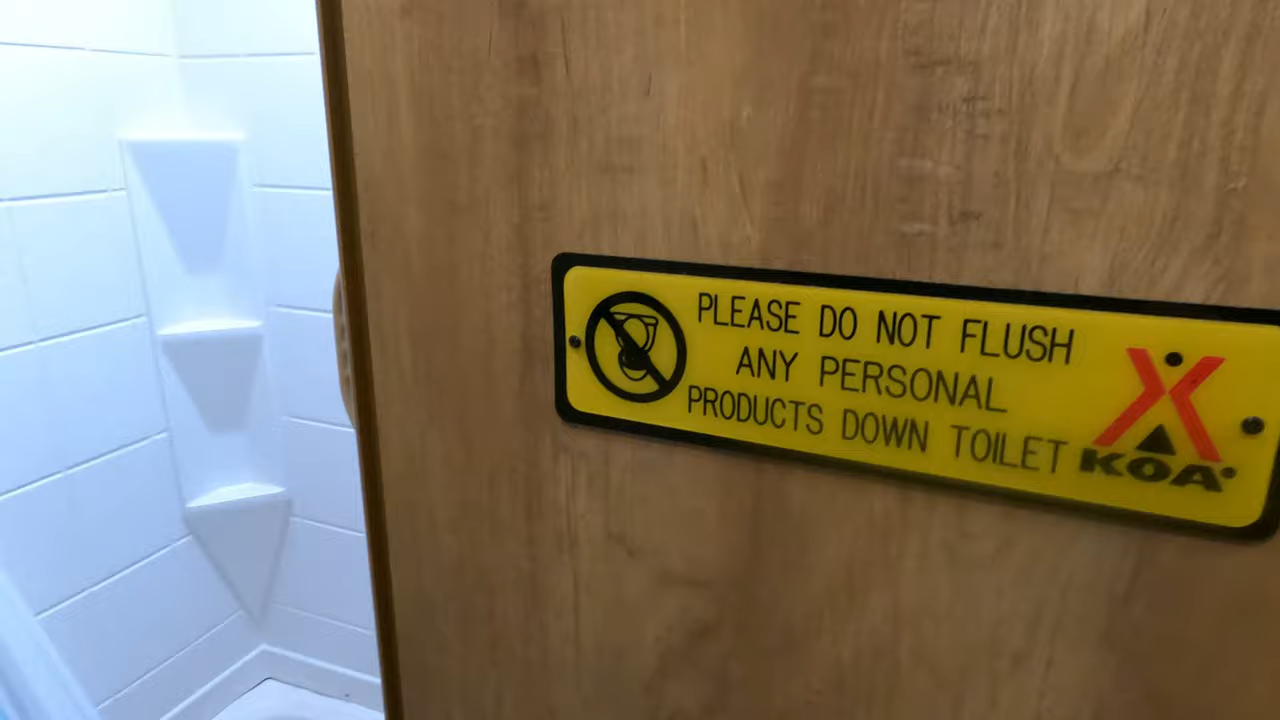 PLEASE DO NOT FLUSH
ANY PERSONAL
PRODUCTS DOWN TOILET
KOA